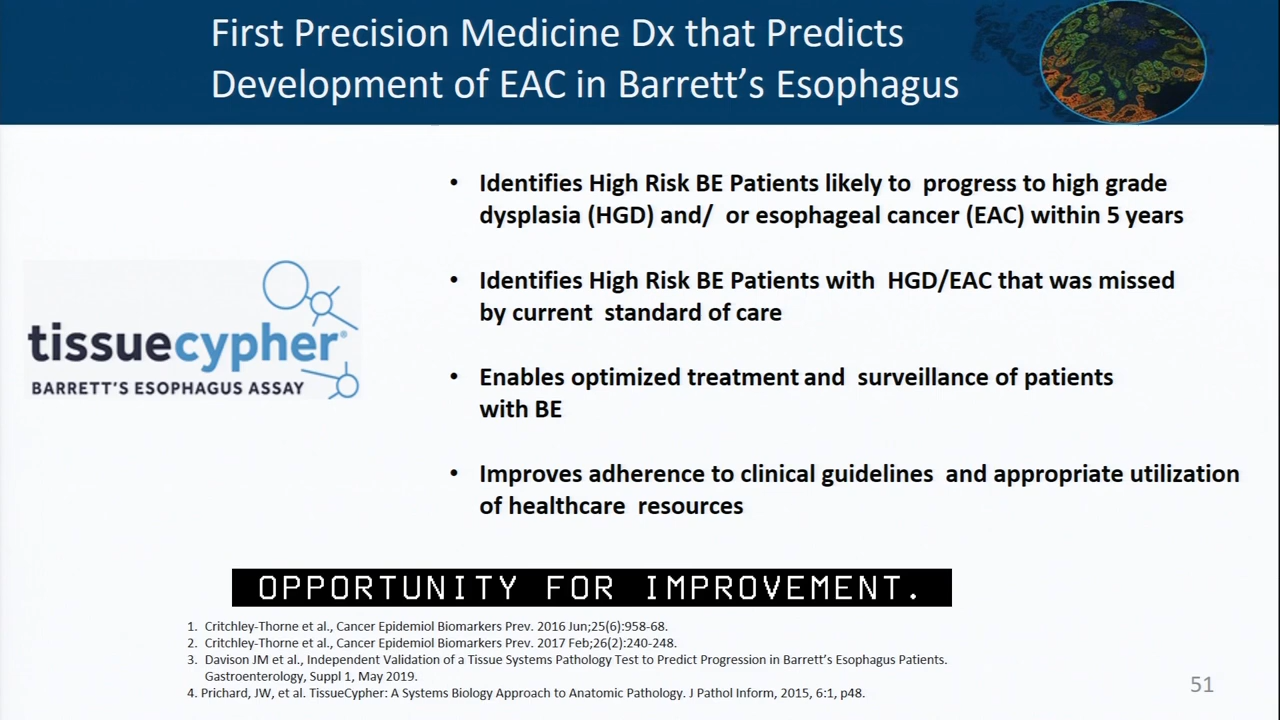 First Precision Medicine Dx that Predicts
Development of EAC in Barrett's Esophagus
• Identifies High Risk BE Patients likely to progress to high grade
dysplasia (HGD) and/ or esophageal cancer (EAC) within 5 years
• Identifies High Risk BE Patients with HGD/EAC that was missed
by current standard of care
tissuecypher®
BARRETT'S ESOPHAGUS ASSAY
• Enables optimized treatment and surveillance of patients
with BE
• Improves adherence to clinical guidelines and appropriate utilization
of healthcare resources
OPPORTUNITY FOR IMPROVEMENT.
1. Critchley-Thorne et al., Cancer Epidemiol Biomarkers Prev. 2016 Jun;25(6):958-68.
2. Critchley-Thorne et al., Cancer Epidemiol Biomarkers Prev. 2017 Feb;26(2):240-248.
3. Davison JM et al., Independent Validation of a Tissue Systems Pathology Test to Predict Progression in Barrett's Esophagus Patients.
Gastroenterology, Suppl 1, May 2019.
4. Prichard, JW, et al. TissueCypher: A Systems Biology Approach to Anatomic Pathology. J Pathol Inform, 2015, 6:1, p48.
51